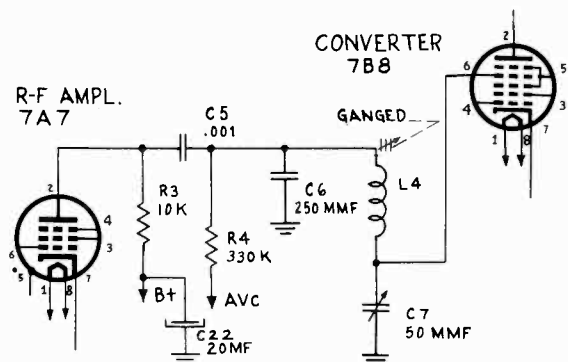 R-F AMPL.
7A7
CONVERTER
7B8
GANGED
C5
.001
R3
10K
R4
330K
C6
250 MMF
L4
C7
50 MMF
B+
AVC
C22
20MF
2
4
3
6
5
1
8
7
2
6
5
4
3
1
8
7